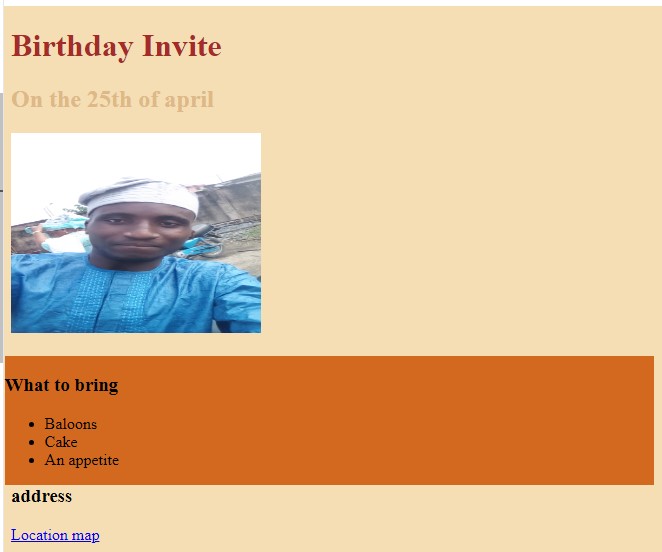 Birthday Invite
On the 25th of april
What to bring
Baloons
Cake
An appetite
address
Location map